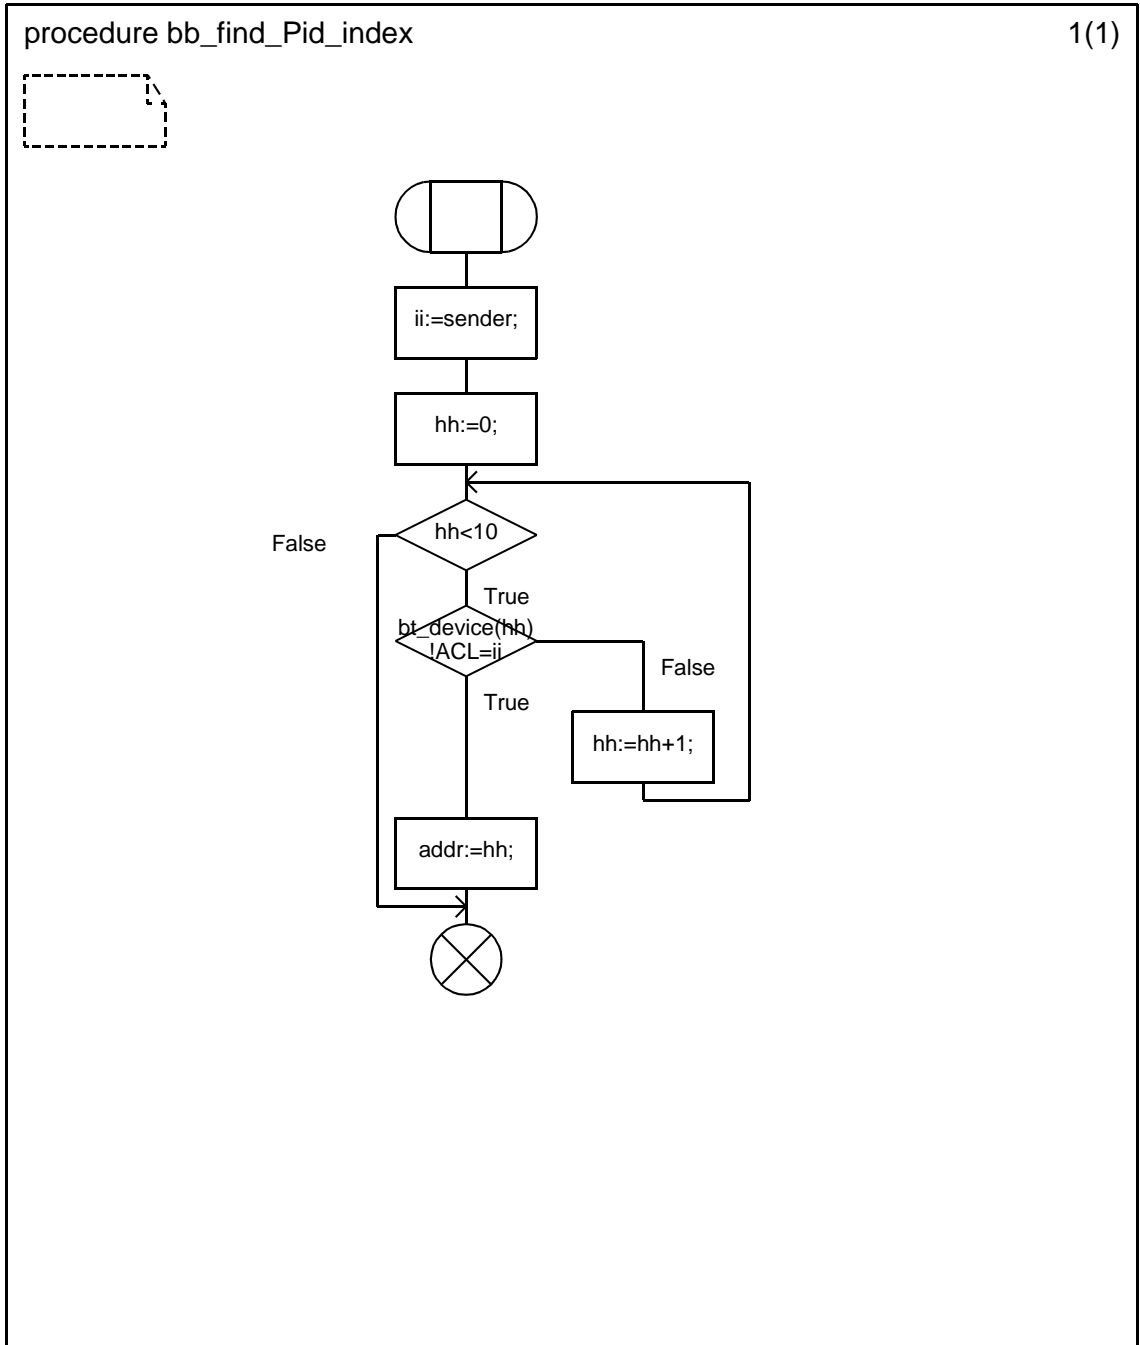 procedure bb_find_Pid_index
1(1)
ii:=sender;
hh:=0;
hh<10
False
True
bt_device(hh)
!ACL=ii
False
True
hh:=hh+1;
addr:=hh;